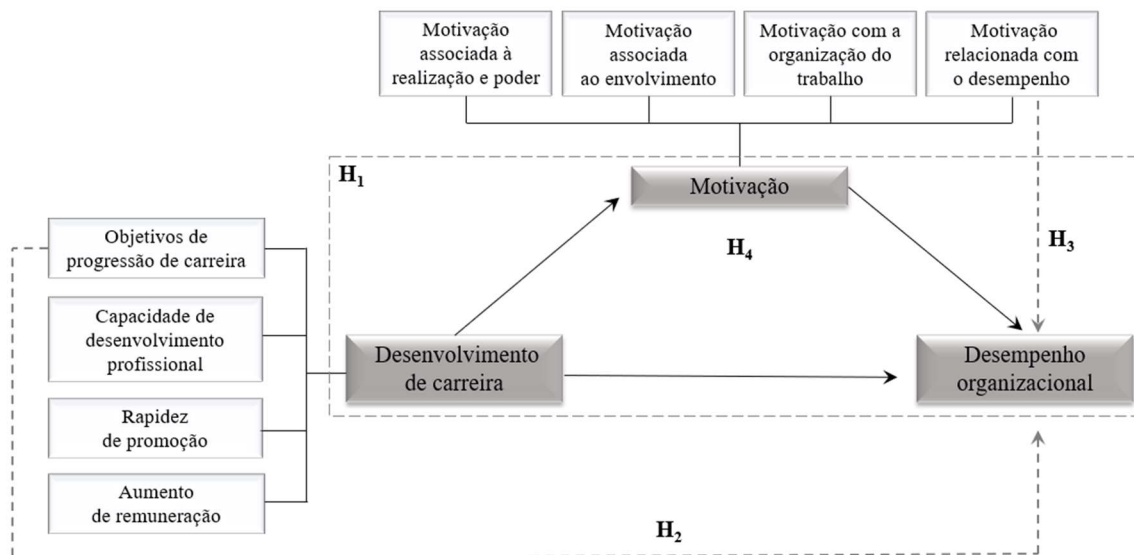 Motivação
associada à
realização e poder
Motivação
associada
ao envolvimento
Motivação com a
organização do
trabalho
Motivação
relacionada com
o desempenho
H1
Motivação
Objetivos de
progressão de carreira
H4
H3
Capacidade de
desenvolvimento
profissional
Desenvolvimento
de carreira
Desempenho
organizacional
Rapidez
de promoção
Aumento
de remuneração
H2